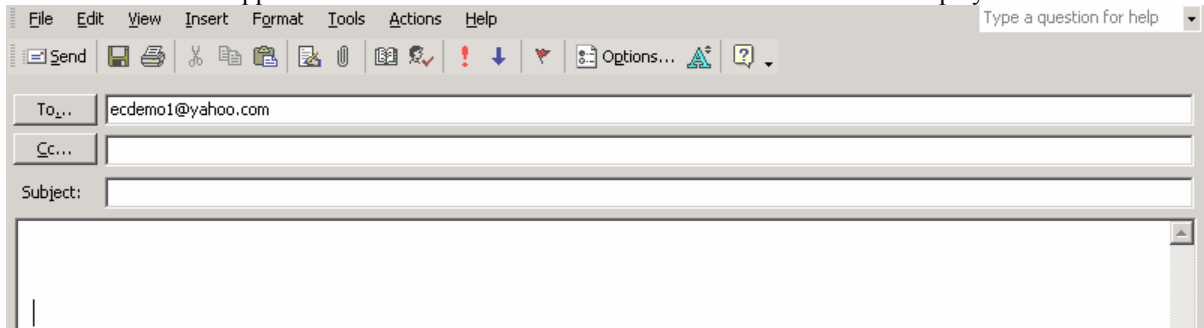 File Edit View Insert Format Tools Actions Help Type a question for help
Send Options...
To... ecdemo1@yahoo.com
Cc...
Subject: